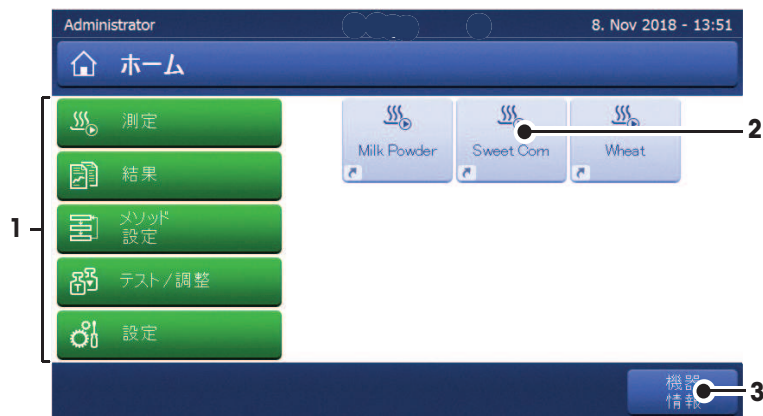 Administrator
8. Nov 2018 - 13:51
ホーム
測定
Milk Powder
Sweet Corn
Wheat
2
結果
1
メソッド
設定
テスト/調整
設定
機器
情報
3